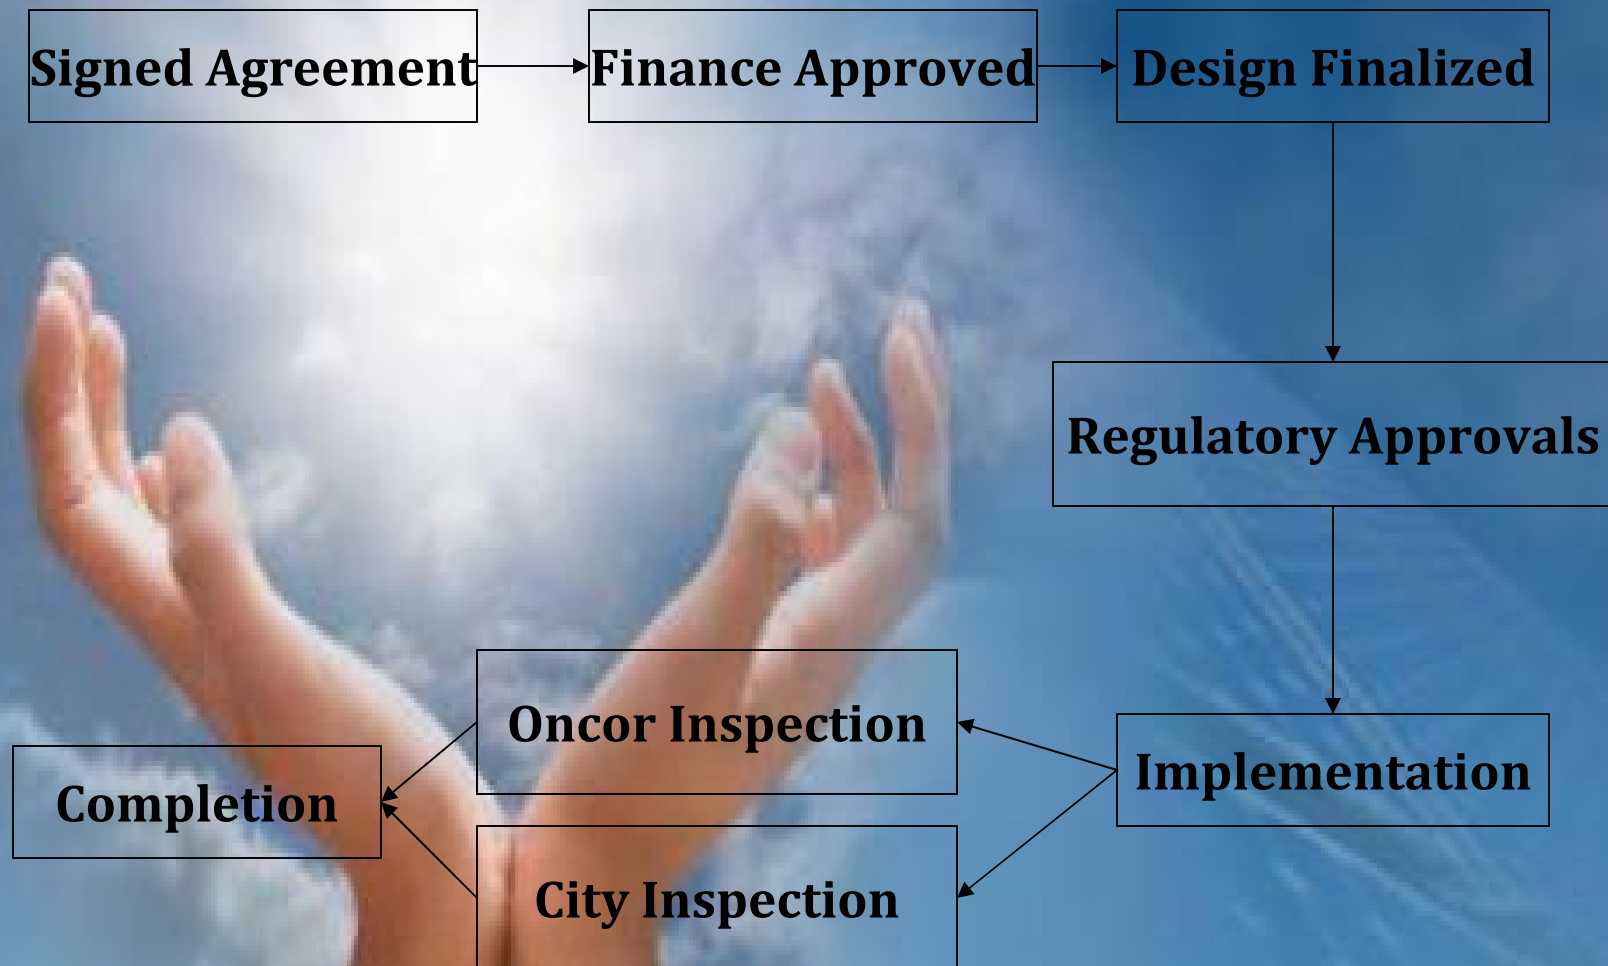 Signed Agreement
Finance Approved
Design Finalized
Regulatory Approvals
Implementation
Oncor Inspection
City Inspection
Completion